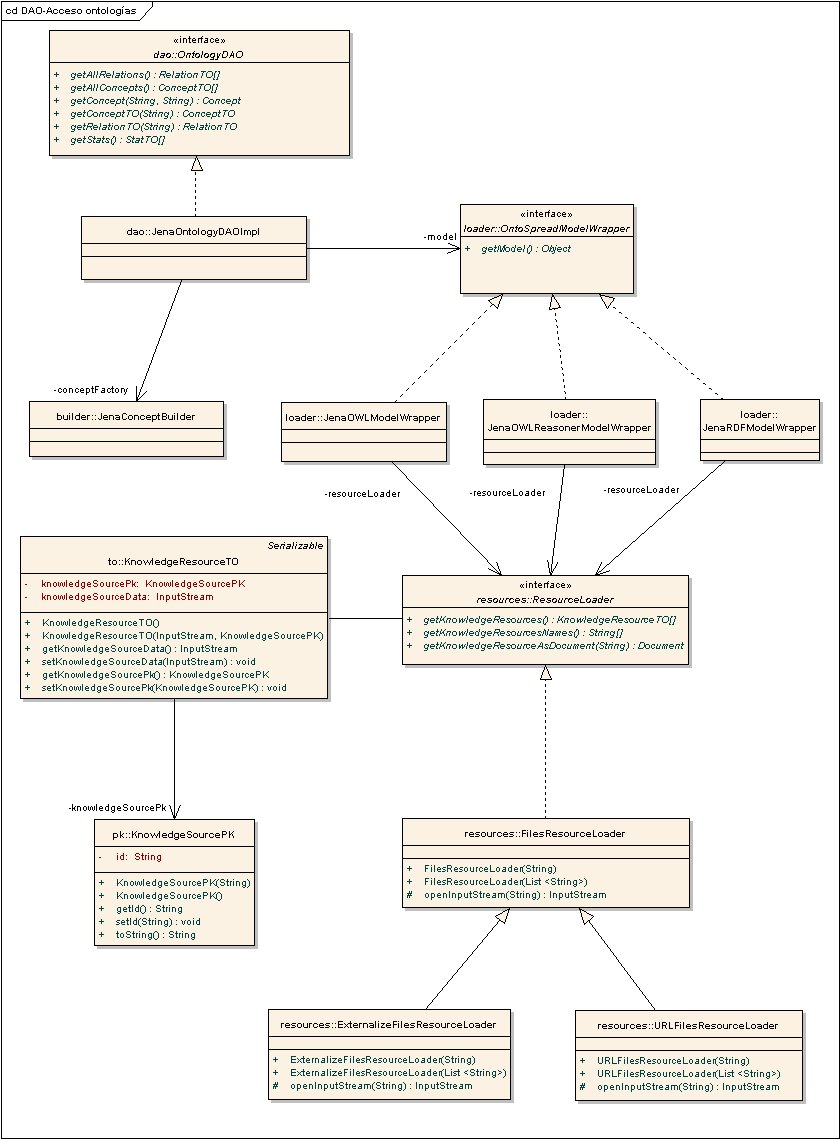 cd DAO-Acceso ontologías
«interface»
dao::OntologyDAO
+ getAllRelations() : RelationTO[]
+ getAllConcepts() : ConceptTO[]
+ getConcept(String, String) : Concept
+ getConceptTO(String) : ConceptTO
+ getRelationTO(String) : RelationTO
+ getStats() : StatTO[]
dao::JenaOntologyDAOImpl
-model
«interface»
loader::OntoSpreadModelWrapper
+ getModel() : Object
-conceptFactory
builder::JenaConceptBuilder
loader::JenaOWLModelWrapper
loader::
JenaOWLReasonerModelWrapper
loader::
JenaRDFModelWrapper
-resourceLoader
-resourceLoader
-resourceLoader
Serializable
to::KnowledgeResourceTO
- knowledgeSourcePk: KnowledgeSourcePK
- knowledgeSourceData: InputStream
+ KnowledgeResourceTO()
+ KnowledgeResourceTO(InputStream, KnowledgeSourcePK)
+ getKnowledgeSourceData() : InputStream
+ setKnowledgeSourceData(InputStream) : void
+ getKnowledgeSourcePk() : KnowledgeSourcePK
+ setKnowledgeSourcePk(KnowledgeSourcePK) : void
«interface»
resources::ResourceLoader
+ getKnowledgeResources() : KnowledgeResourceTO[]
+ getKnowledgeResourcesNames() : String[]
+ getKnowledgeResourceAsDocument(String) : Document
-knowledgeSourcePk
pk::KnowledgeSourcePK
- id: String
+ KnowledgeSourcePK(String)
+ KnowledgeSourcePK()
+ getId() : String
+ setId(String) : void
+ toString() : String
resources::FilesResourceLoader
+ FilesResourceLoader(String)
+ FilesResourceLoader(List <String>)
# openInputStream(String) : InputStream
resources::ExternalizeFilesResourceLoader
+ ExternalizeFilesResourceLoader(String)
+ ExternalizeFilesResourceLoader(List <String>)
# openInputStream(String) : InputStream
resources::URLFilesResourceLoader
+ URLFilesResourceLoader(String)
+ URLFilesResourceLoader(List <String>)
# openInputStream(String) : InputStream